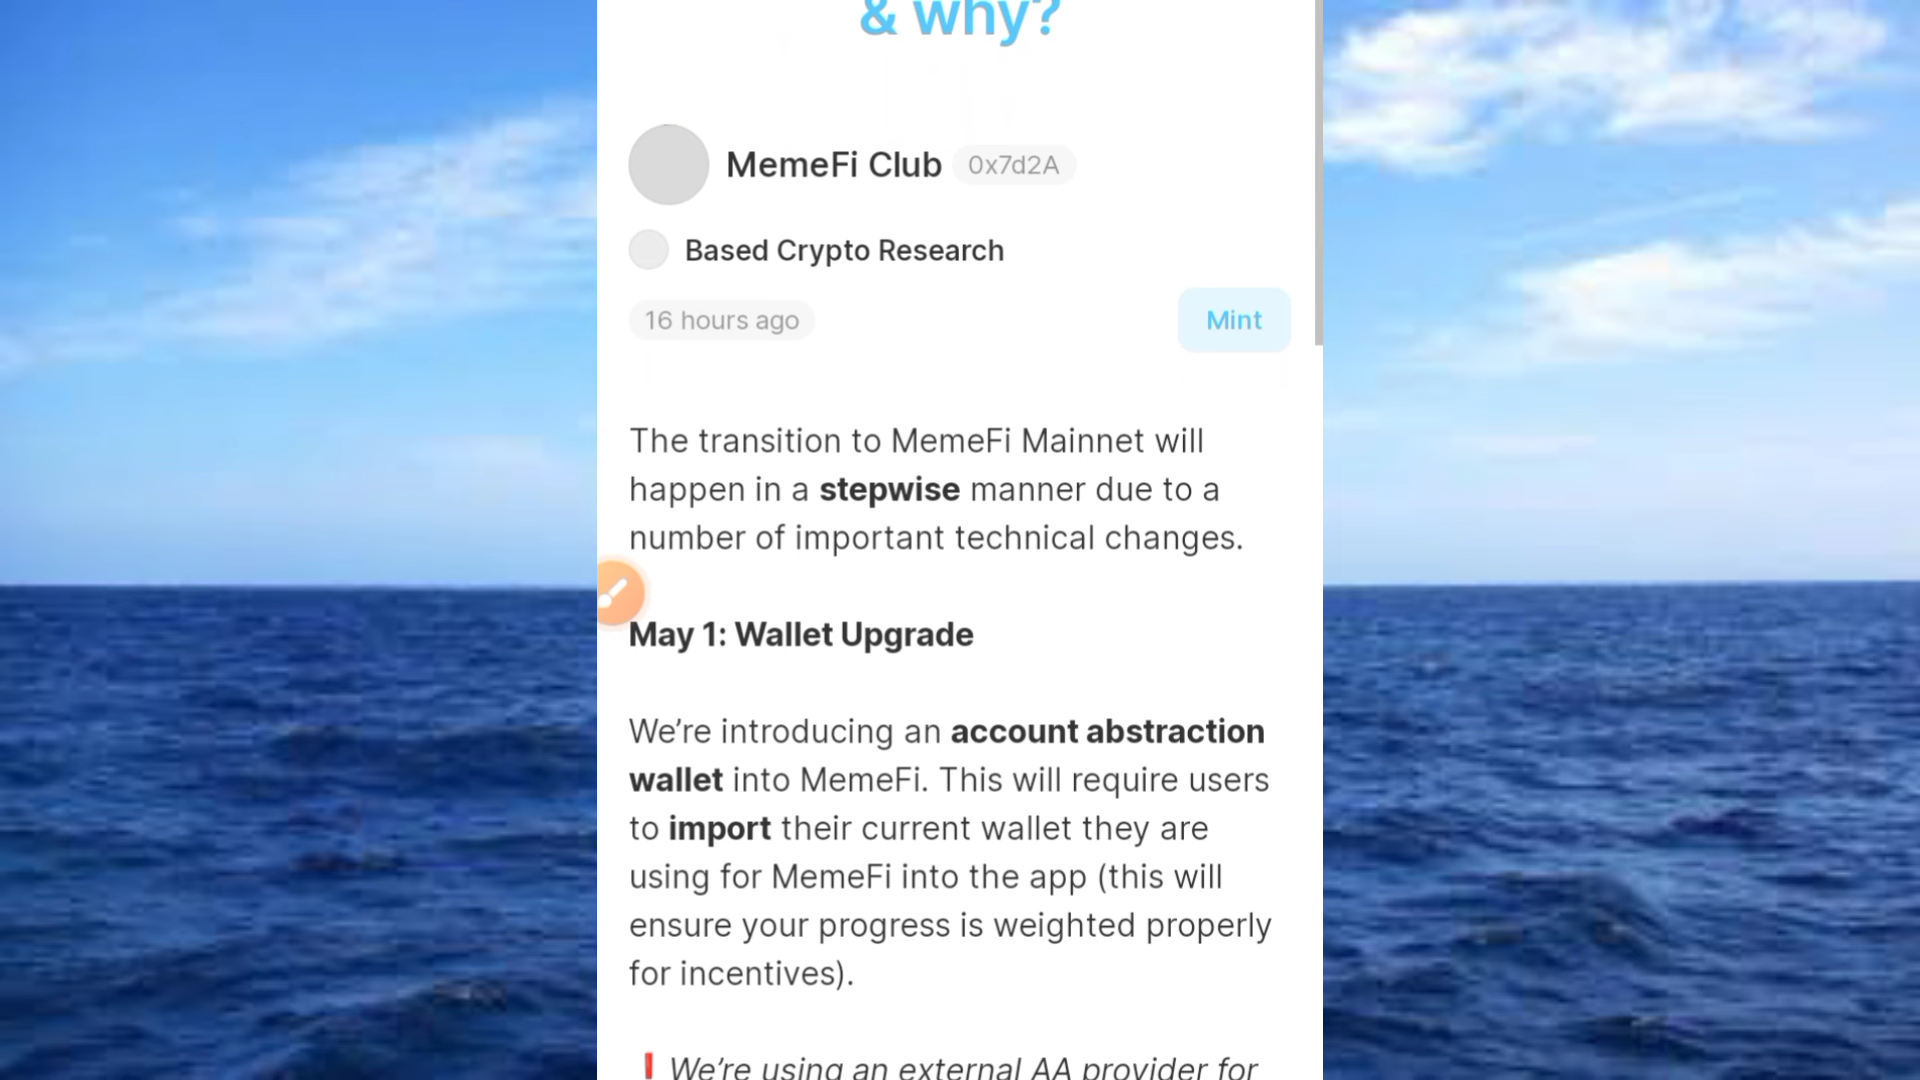 & why?
MemeFi Club 0x7d2A
Based Crypto Research
16 hours ago
Mint
The transition to MemeFi Mainnet will
happen in a stepwise manner due to a
number of important technical changes.
May 1: Wallet Upgrade
We’re introducing an account abstraction
wallet into MemeFi. This will require users
to import their current wallet they are
using for MemeFi into the app (this will
ensure your progress is weighted properly
for incentives).
❗ We’re using an external AA provider for